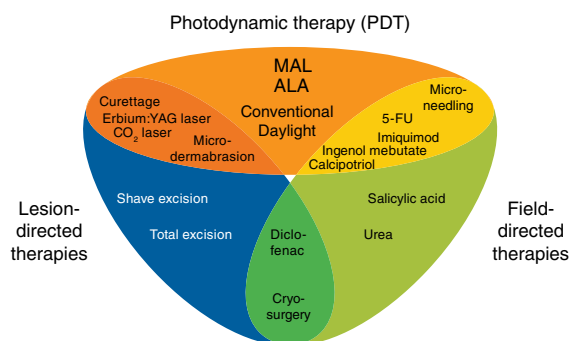 Photodynamic therapy (PDT)
MAL
ALA
Conventional
Daylight
Curettage
Erbium:YAG laser
CO2 laser
Micro-
dermabrasion
Micro-
needling
5-FU
Imiquimod
Ingenol mebutate
Calcipotriol
Lesion-
directed
therapies
Shave excision
Total excision
Diclo-
fenac
Cryo-
surgery
Salicylic acid
Urea
Field-
directed
therapies